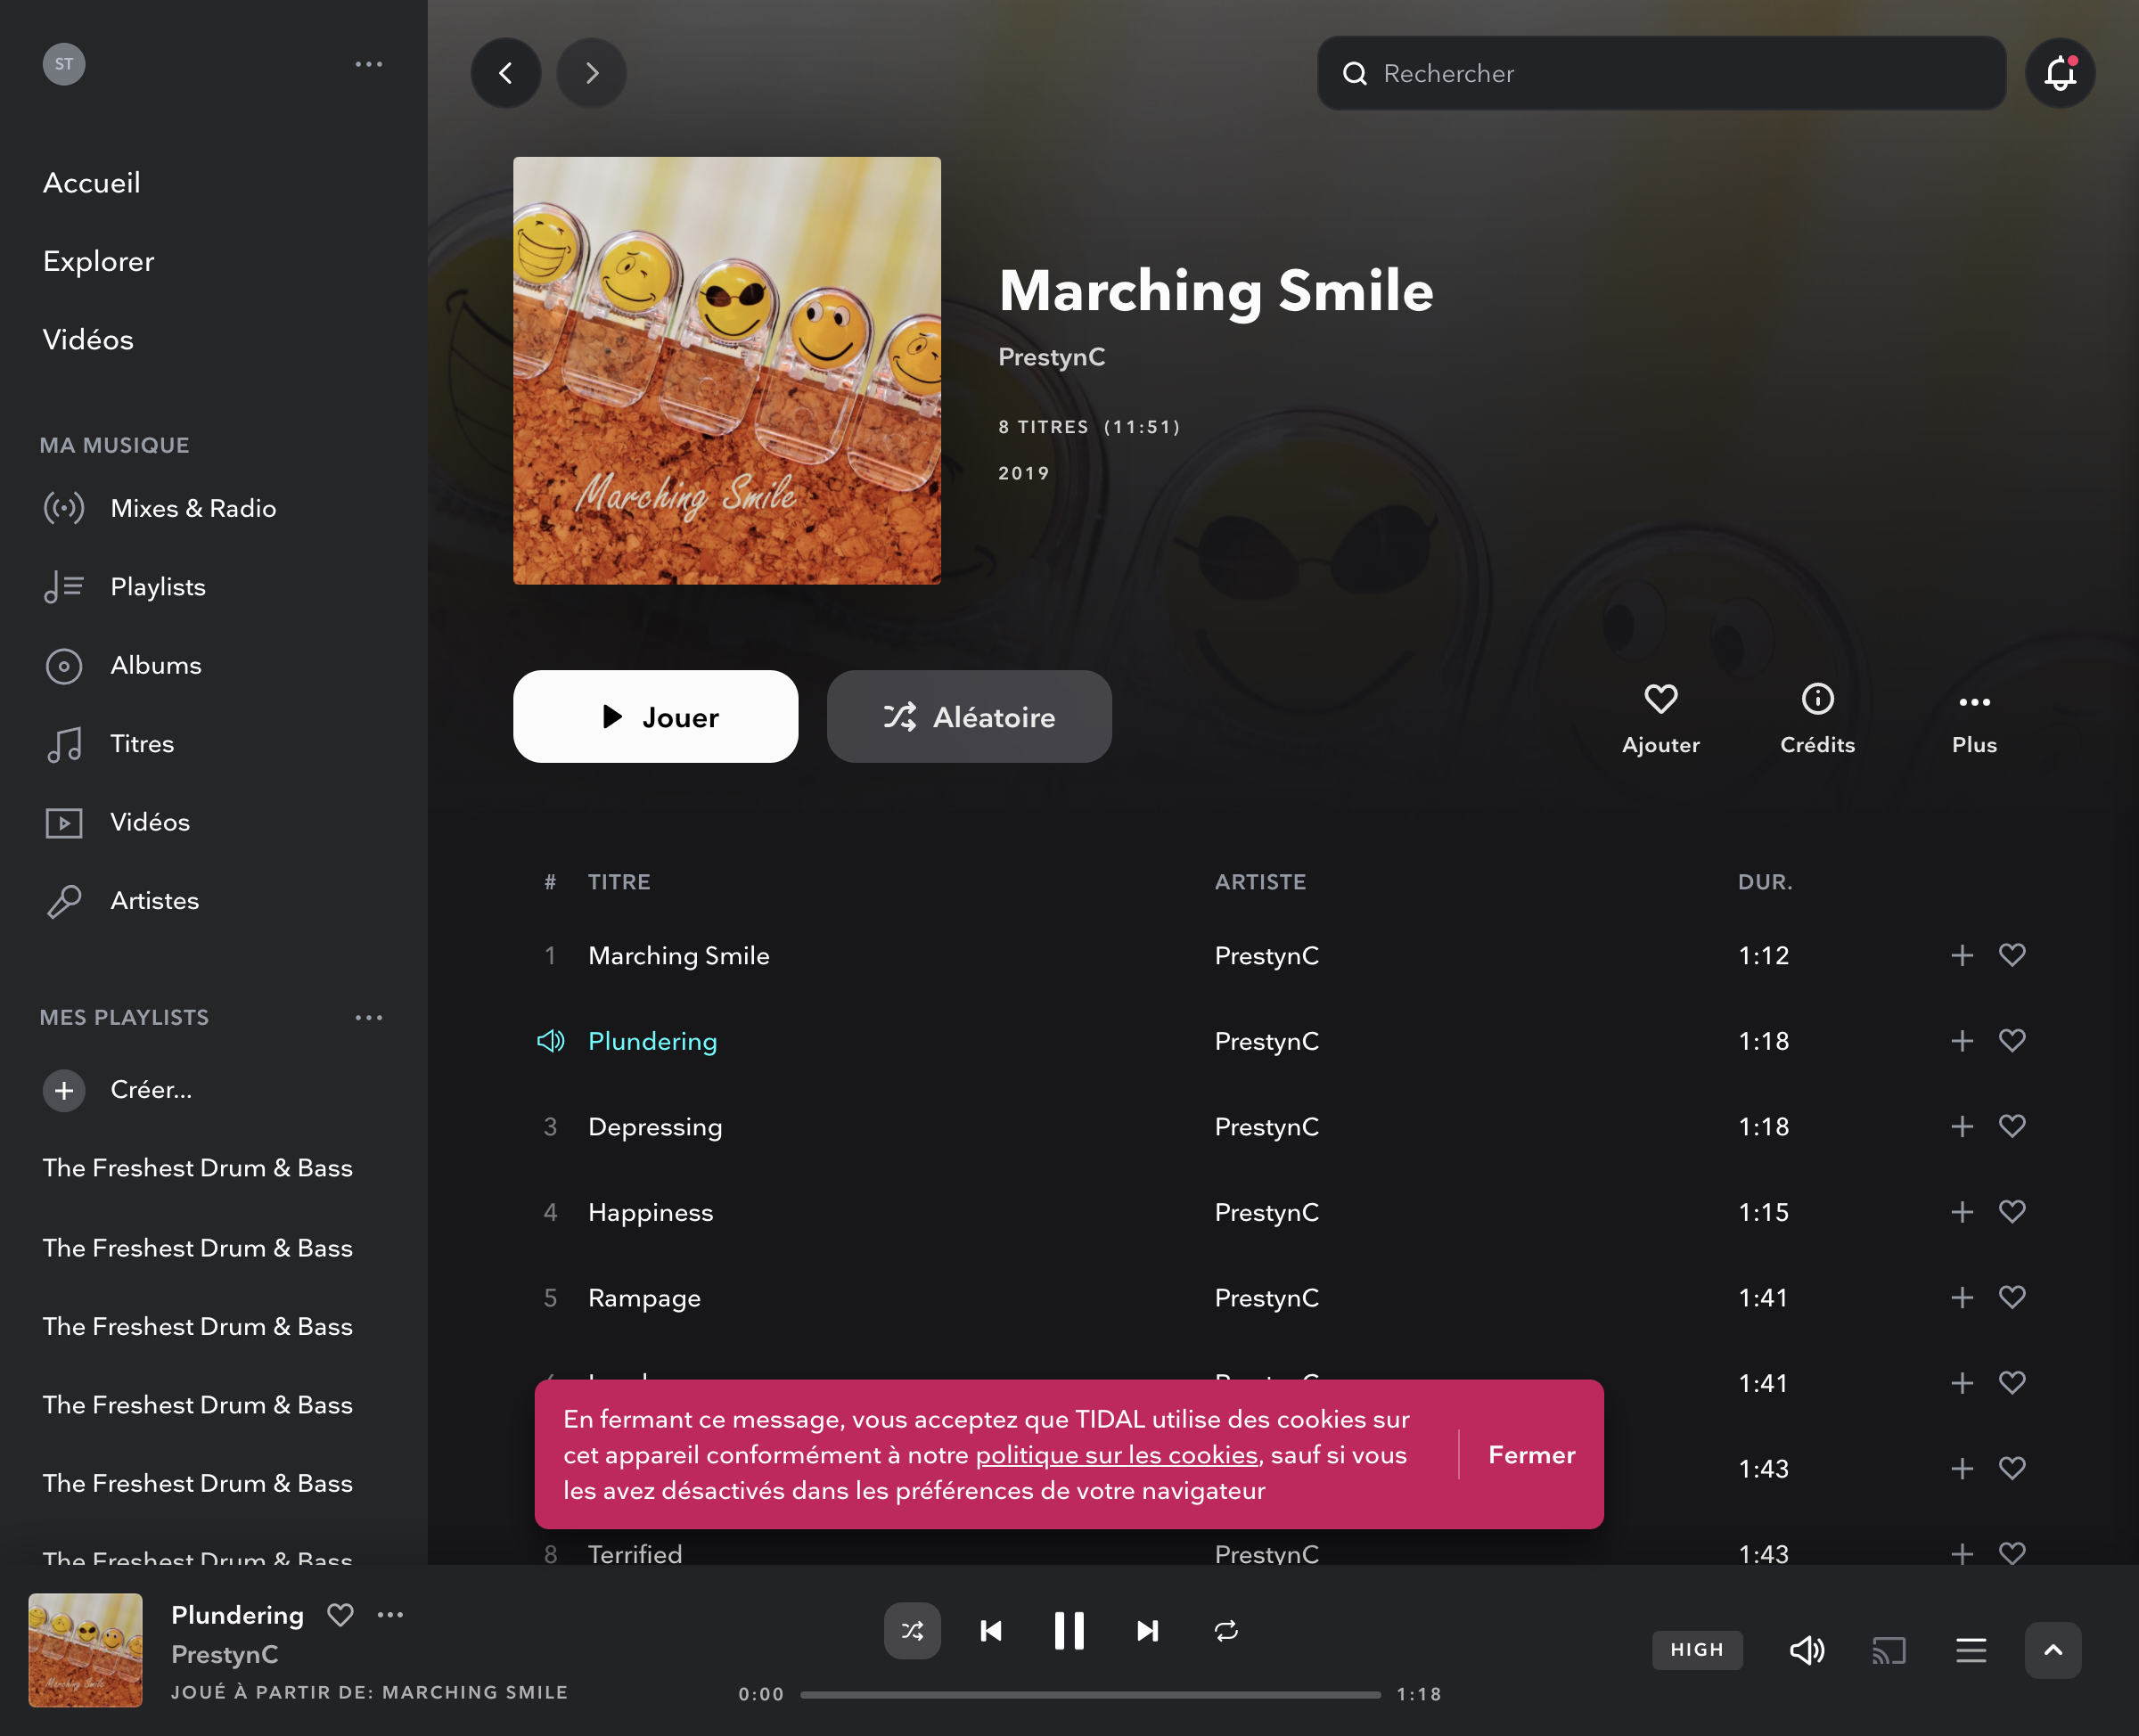 ST
Rechercher
Accueil
Explorer
Vidéos
MA MUSIQUE
Mixes & Radio
Playlists
Albums
Titres
Vidéos
Artistes
MES PLAYLISTS
Créer...
The Freshest Drum & Bass
The Freshest Drum & Bass
The Freshest Drum & Bass
The Freshest Drum & Bass
The Freshest Drum & Bass
The Freshest Drum & Bass
Marching Smile
Marching Smile
PrestynC
8 TITRES (11:51)
2019
Jouer
Aléatoire
Ajouter
Crédits
Plus
# TITRE ARTISTE DUR.
1 Marching Smile PrestynC 1:12
Plundering PrestynC 1:18
3 Depressing PrestynC 1:18
4 Happiness PrestynC 1:15
5 Rampage PrestynC 1:41
PrestynC 1:41
1:43
8 Terrified PrestynC 1:43
En fermant ce message, vous acceptez que TIDAL utilise des cookies sur
cet appareil conformément à notre politique sur les cookies, sauf si vous
les avez désactivés dans les préférences de votre navigateur
Fermer
Marching Smile
Plundering
PrestynC
JOUÉ À PARTIR DE: MARCHING SMILE
0:00 1:18
HIGH